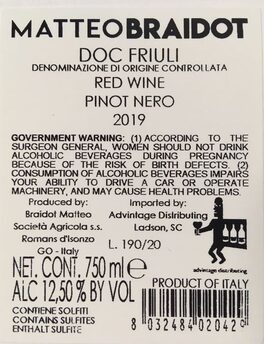 MATTEOBRAIDOT
DOC FRIULI
DENOMINAZIONE DI ORIGINE CONTROLLATA
RED WINE
PINOT NERO
2019
GOVERNMENT WARNING: (1) ACCORDING TO THE
SURGEON GENERAL, WOMEN SHOULD NOT DRINK
ALCOHOLIC BEVERAGES DURING PREGNANCY
BECAUSE OF THE RISK OF BIRTH DEFECTS. (2)
CONSUMPTION OF ALCOHOLIC BEVERAGES IMPAIRS
YOUR ABILITY TO DRIVE A CAR OR OPERATE
MACHINERY, AND MAY CAUSE HEALTH PROBLEMS.
Produced by:
Braidot Matteo
Società Agricola s.s.
Romans d'Isonzo
GO - Italy
Imported by:
Advintage Distributing
Ladson, SC
L. 190/20
advintage distributing
NET. CONT. 750 ml e
ALC 12,50 % BY VOL
CONTIENE SOLFITI
CONTAINS SULFITES
ENTHALT SULFITE
PRODUCT OF ITALY
8 032484 02042